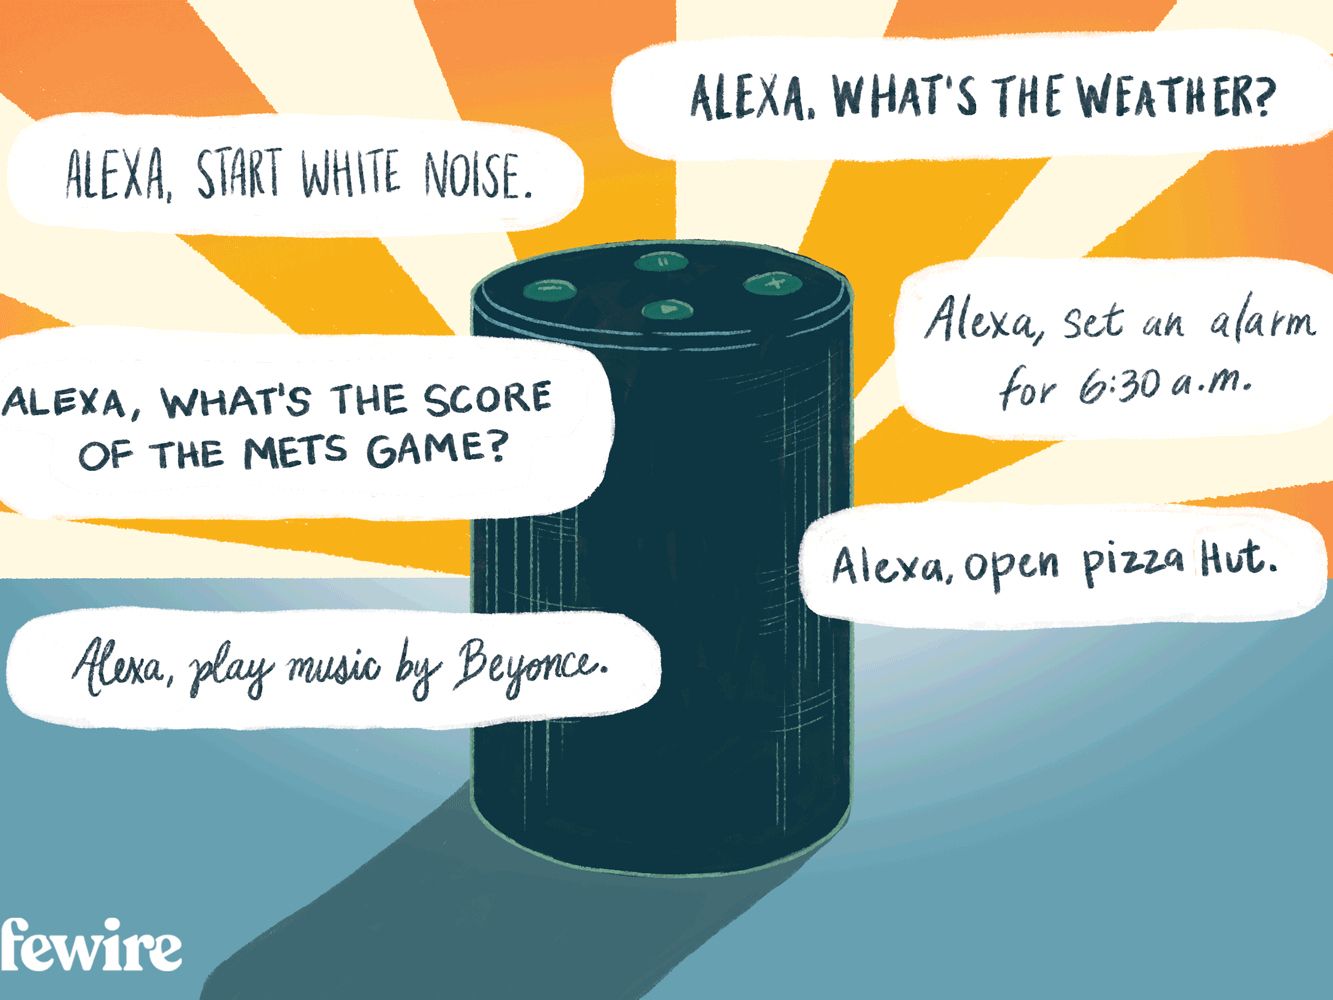 ALEXA, WHAT'S THE WEATHER?
ALEXA, START WHITE NOISE.
Alexa, set an alarm
for 6:30 a.m.
ALEXA, WHAT'S THE SCORE
OF THE METS GAME?
Alexa, open pizza Hut.
Alexa, play music by Beyonce.
fewire